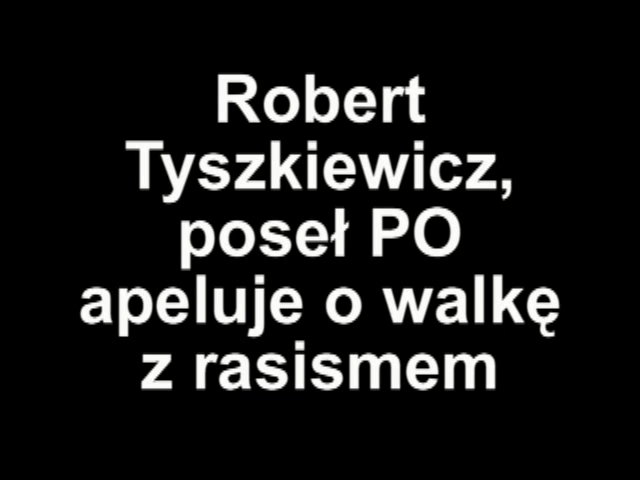 Robert
Tyszkiewicz,
poseł PO
apeluje o walkę
z rasismem